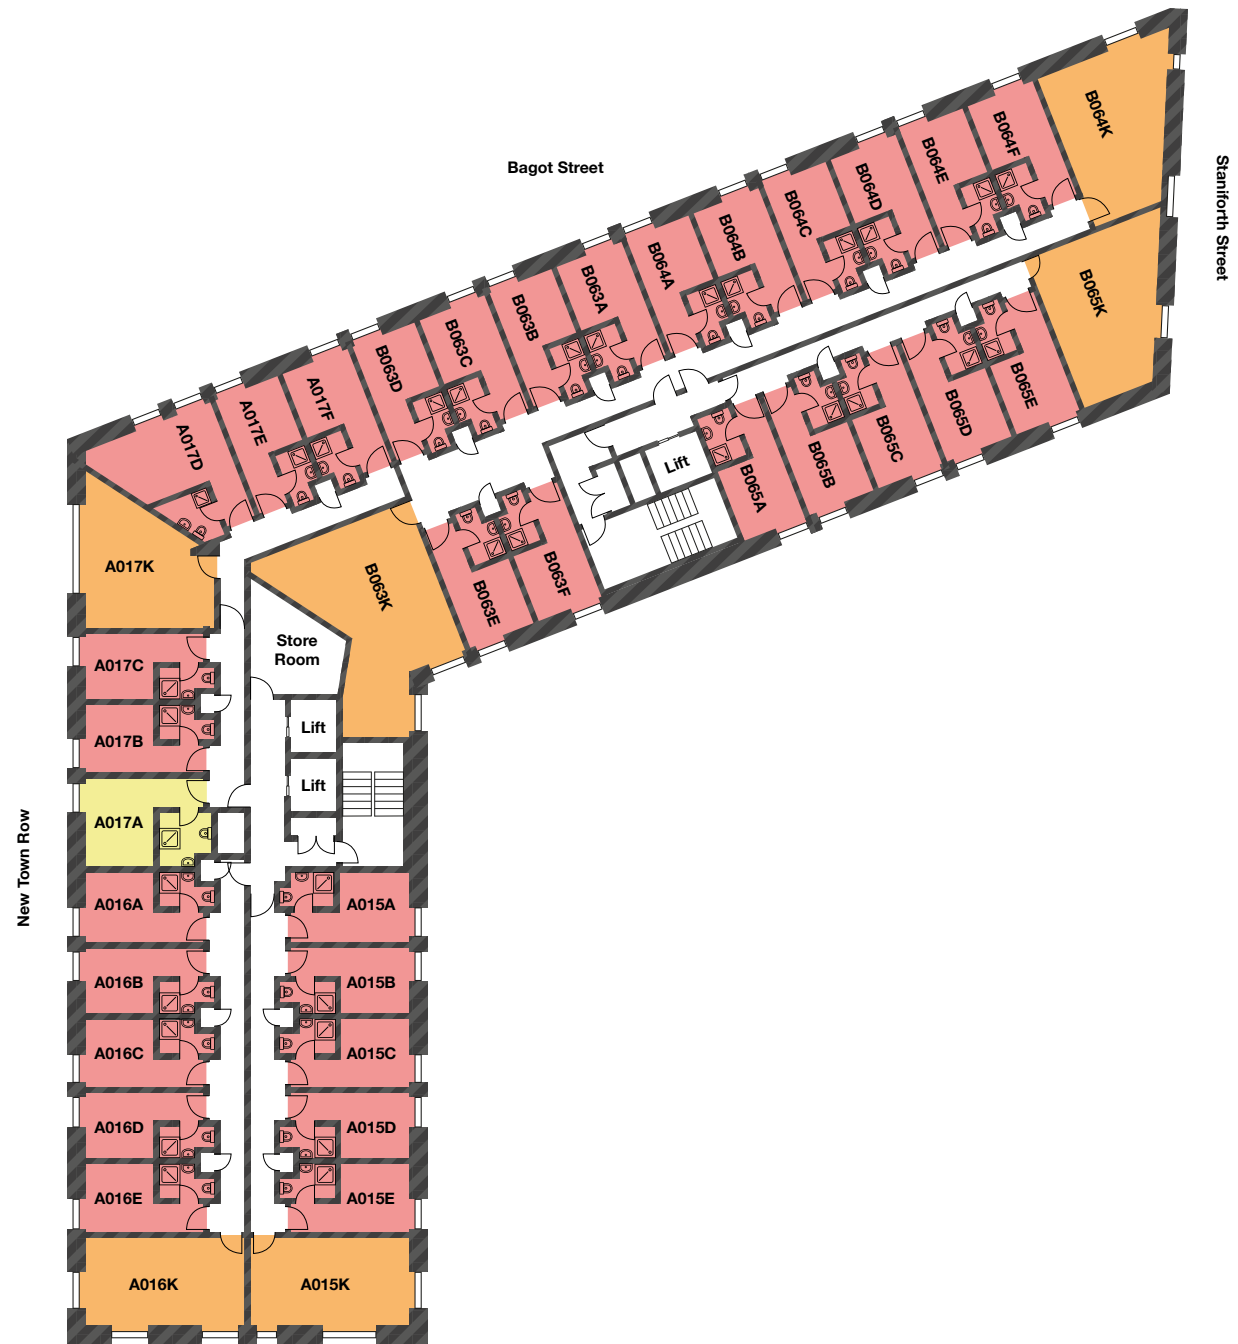 Bagot Street
Staniforth Street
New Town Row
B064K
B064F
B064E
B064D
B064C
B064B
B064A
B063A
B063B
B063C
B063D
A017F
A017E
A017D
B065K
B065E
B065D
B065C
B065B
B065A
Lift
B063F
B063E
B063K
A017K
Store
Room
A017C
A017B
Lift
Lift
A017A
A016A
A015A
A016B
A015B
A016C
A015C
A016D
A015D
A016E
A015E
A016K
A015K